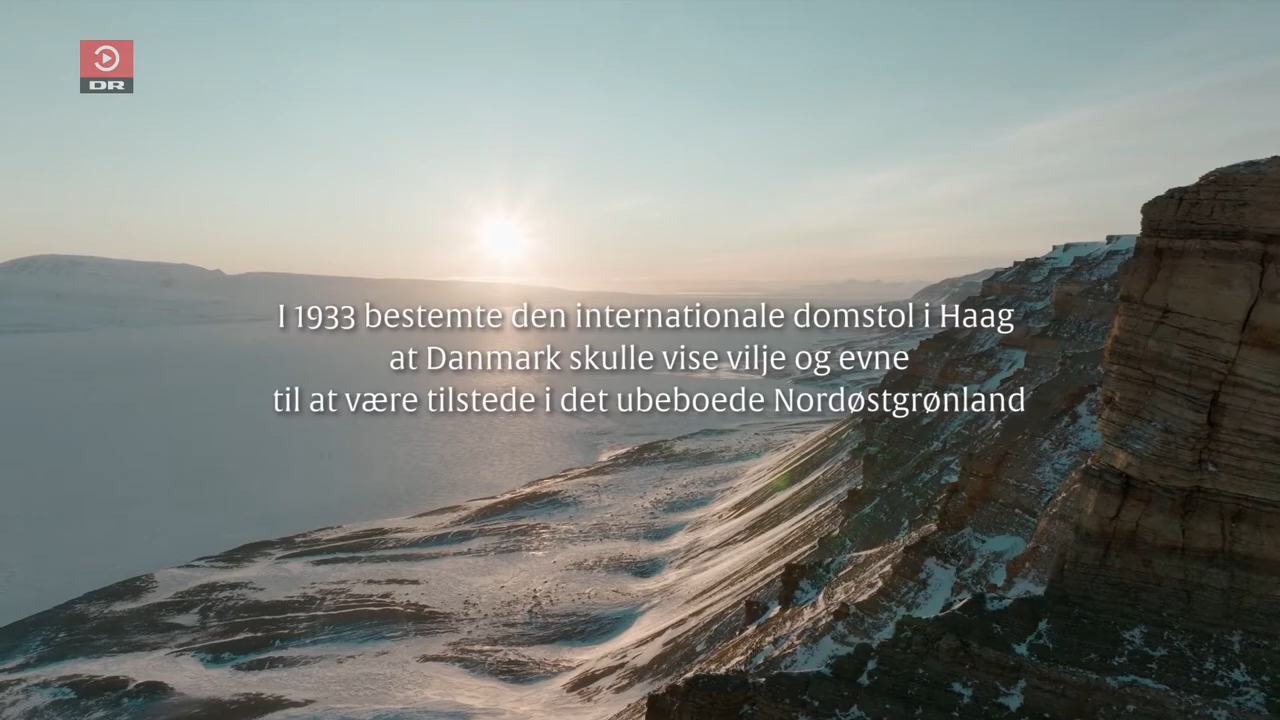 DR
I 1933 bestemte den internationale domstol i Haag
at Danmark skulle vise vilje og evne
til at være tilstede i det ubeboede Nordøstgrønland